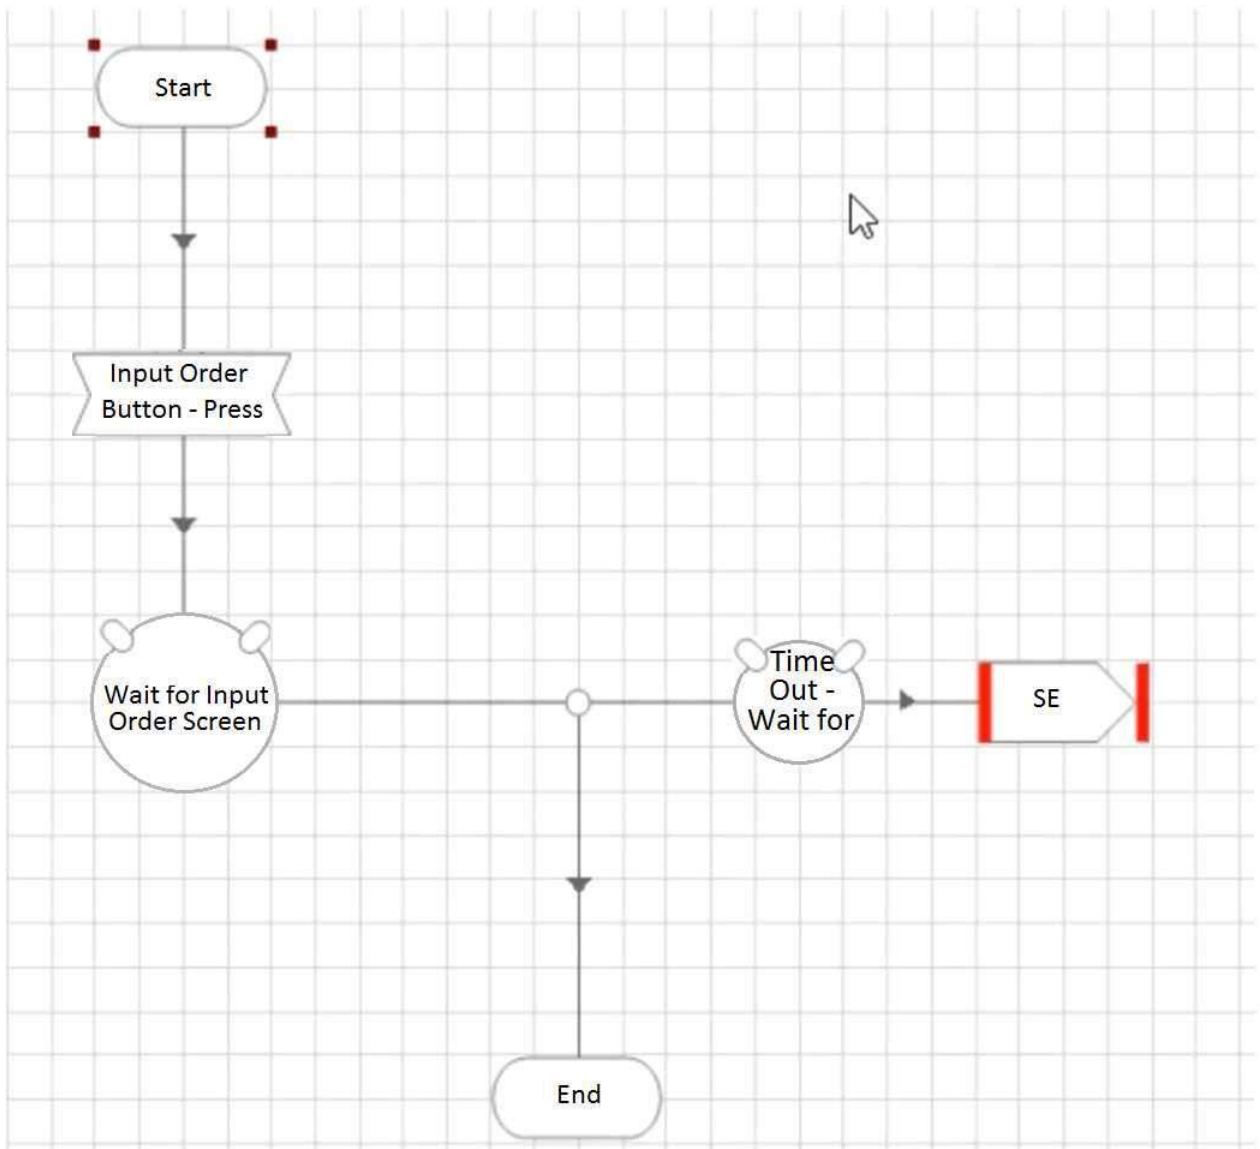 Start
Input Order
Button - Press
Wait for Input
Order Screen
Time
Out -
Wait for
SE
End